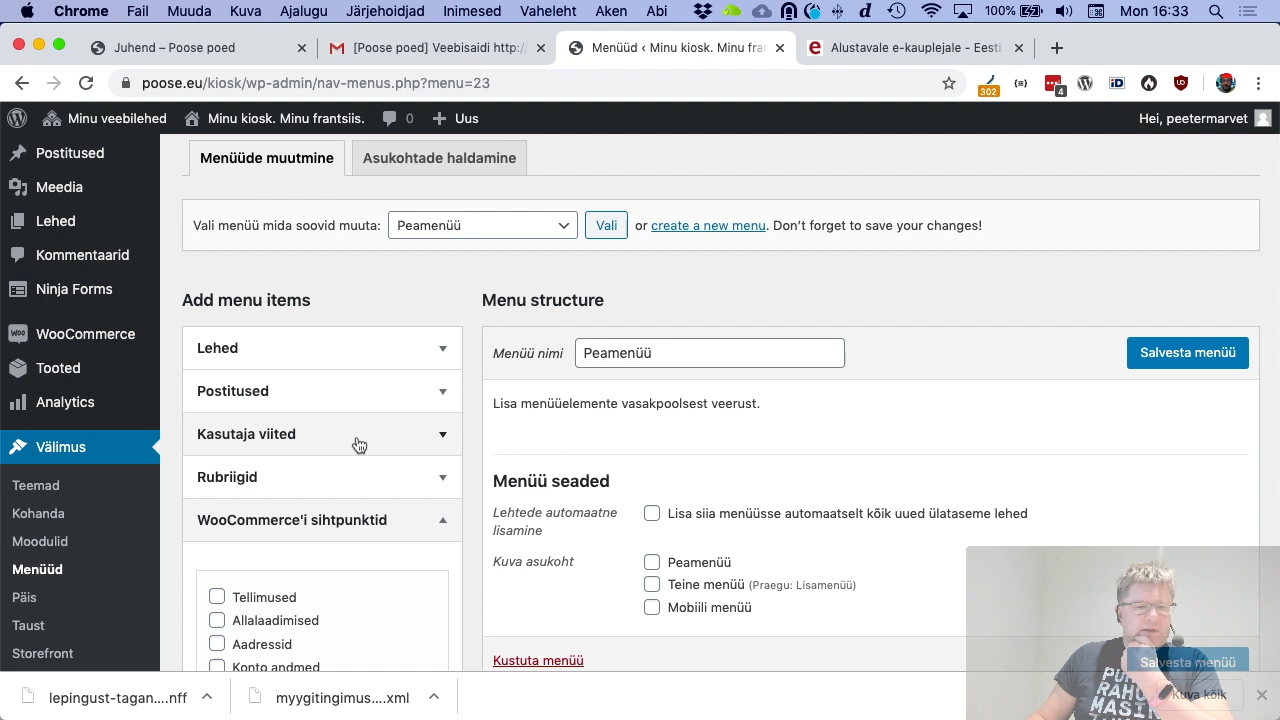 Chrome Fail Muuda Kuva Ajalugu Järjehoidjad Inimesed Vaheleht Aken Abi 100% Mon 16:33
Juhend – Poose poed
[Poose poed] Veebisaidi http:/
Menüüd ‹ Minu kiosk. Minu fran
Alustavale e-kauplejale - Eesti
poose.eu/kiosk/wp-admin/nav-menus.php?menu=23
302
4
Minu veebilehed Minu kiosk. Minu frantsiis. 0 Uus Hei, peetermarvet
Postitused
Meedia
Lehed
Kommentaarid
Ninja Forms
WooCommerce
Tooted
Analytics
Välimus
Teemad
Kohanda
Moodulid
Menüüd
Päis
Taust
Storefront
Menüüde muutmine Asukohtade haldamine
Vali menüü mida soovid muuta: Peamenüü Vali or create a new menu. Don’t forget to save your changes!
Add menu items
Lehed
Postitused
Kasutaja viited
Rubriigid
WooCommerce'i sihtpunktid
Tellimused
Allalaadimised
Aadressid
Konto andmed
Menu structure
Menüü nimi Peamenüü Salvesta menüü
Lisa menüüelemente vasakpoolsest veerust.
Menüü seaded
Lehtede automaatne
lisamine
Lisa siia menüüsse automaatselt kõik uued ülataseme lehed
Kuva asukoht
Peamenüü
Teine menüü (Praegu: Lisamenüü)
Mobiili menüü
Kustuta menüü Salvesta menüü
lepingust-tagan....nff
myygitingimus....xml
Kuva kõik